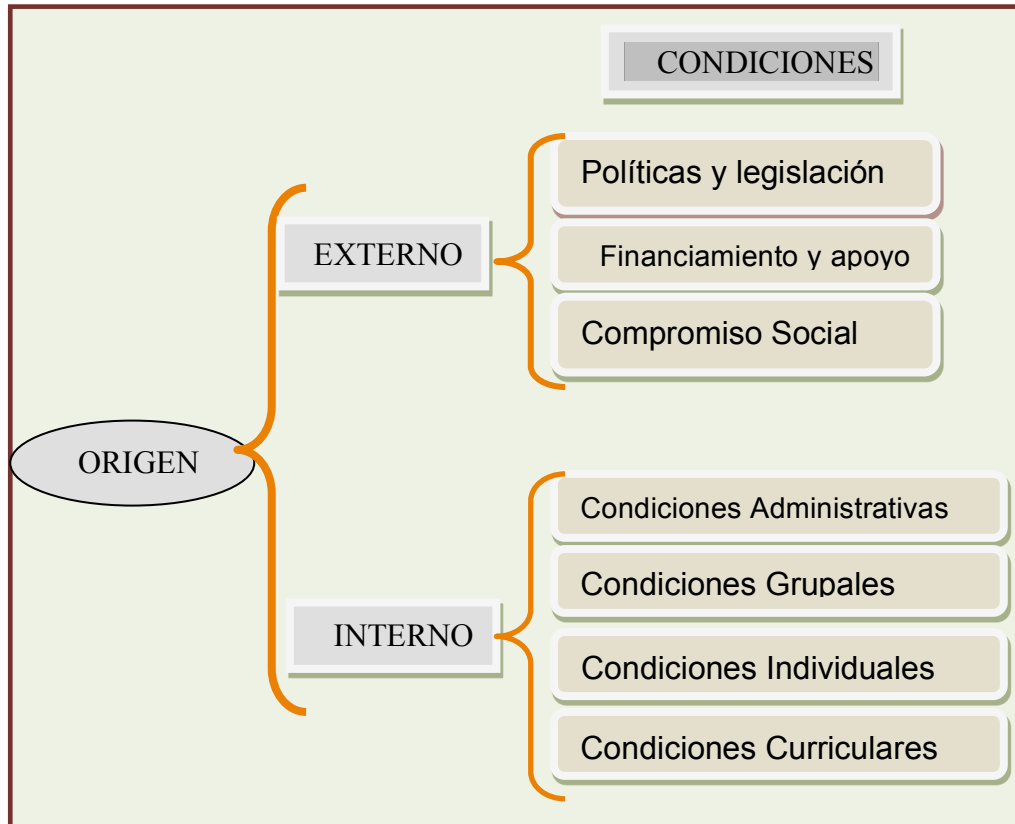 CONDICIONES
Políticas y legislación
EXTERNO
Financiamiento y apoyo
Compromiso Social
ORIGEN
Condiciones Administrativas
Condiciones Grupales
INTERNO
Condiciones Individuales
Condiciones Curriculares